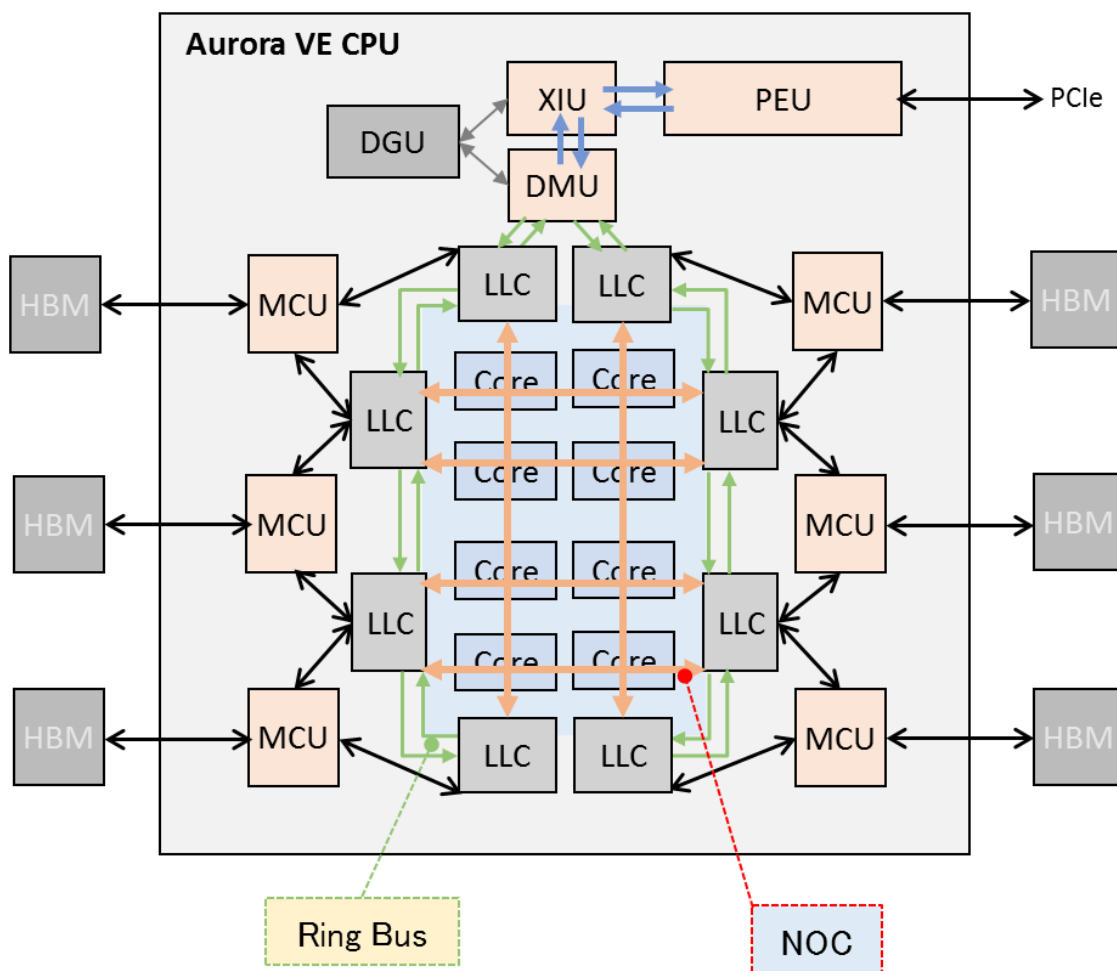 Aurora VE CPU
XIU
PEU
PCIe
DGU
DMU
LLC
LLC
HBM
MCU
MCU
HBM
Core
Core
LLC
LLC
Core
Core
HBM
MCU
MCU
HBM
Core
Core
LLC
LLC
Core
Core
HBM
MCU
LLC
LLC
MCU
HBM
Ring Bus
NOC